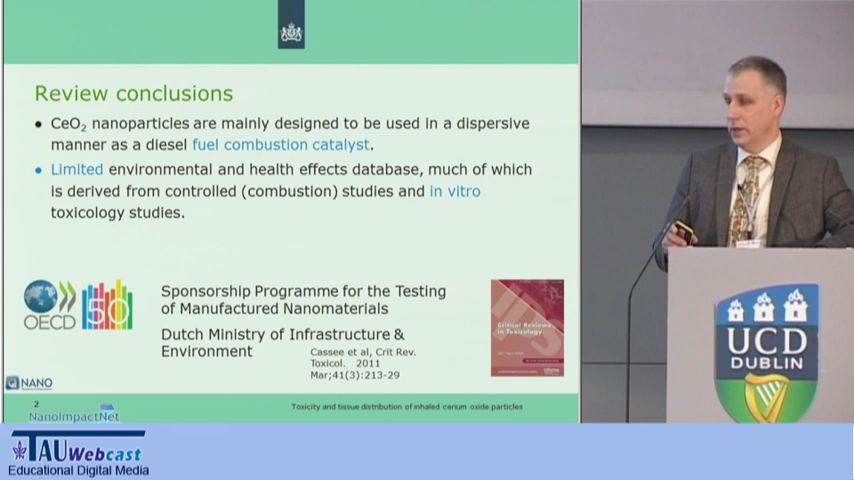 Review conclusions
● CeO2 nanoparticles are mainly designed to be used in a dispersive
manner as a diesel fuel combustion catalyst.
● Limited environmental and health effects database, much of which
is derived from controlled (combustion) studies and in vitro
toxicology studies.
OECD
50
Sponsorship Programme for the Testing
of Manufactured Nanomaterials
Dutch Ministry of Infrastructure &
Environment
Cassee et al, Crit Rev.
Toxicol. 2011
Mar;41(3):213-29
Critical Reviews
in Toxicology
NANO
2
NanoImpactNet
Toxicity and tissue distribution of inhaled cerium oxide particles
UCD
DUBLIN
TAU Webcast
Educational Digital Media